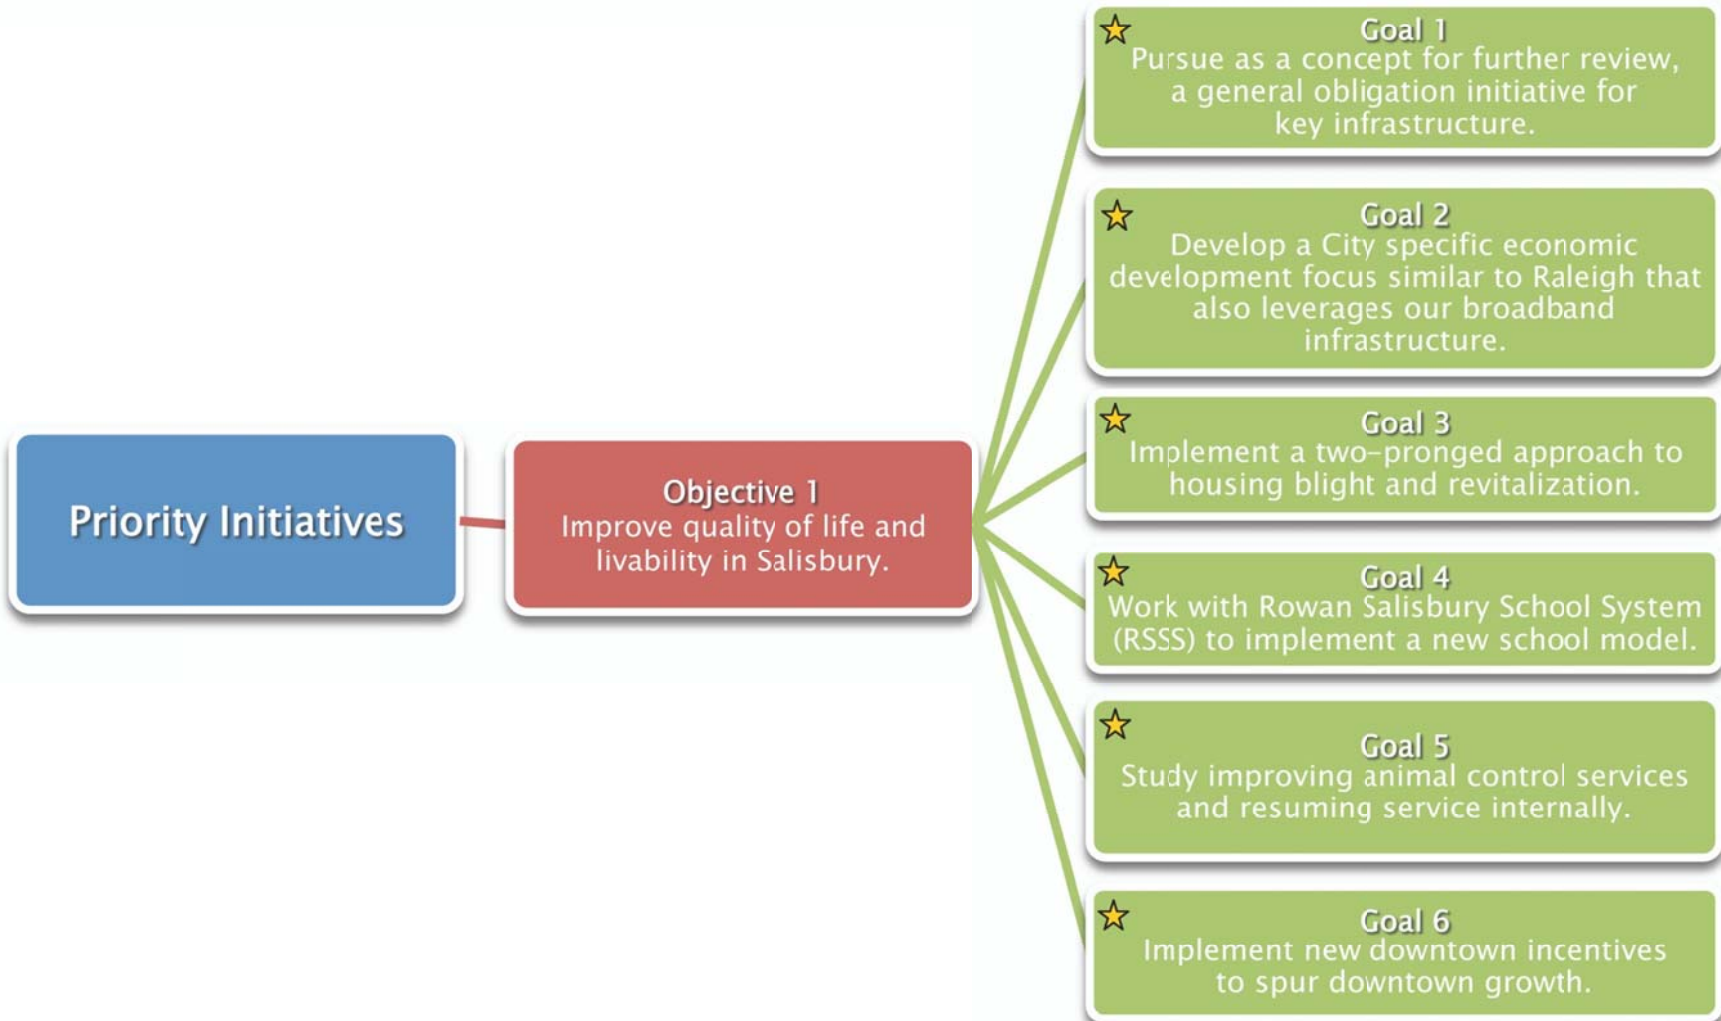 Priority Initiatives
Objective 1
Improve quality of life and
livability in Salisbury.
Goal 1
Pursue as a concept for further review,
a general obligation initiative for
key infrastructure.
Goal 2
Develop a City specific economic
development focus similar to Raleigh that
also leverages our broadband
infrastructure.
Goal 3
Implement a two-pronged approach to
housing blight and revitalization.
Goal 4
Work with Rowan Salisbury School System
(RSSS) to implement a new school model.
Goal 5
Study improving animal control services
and resuming service internally.
Goal 6
Implement new downtown incentives
to spur downtown growth.